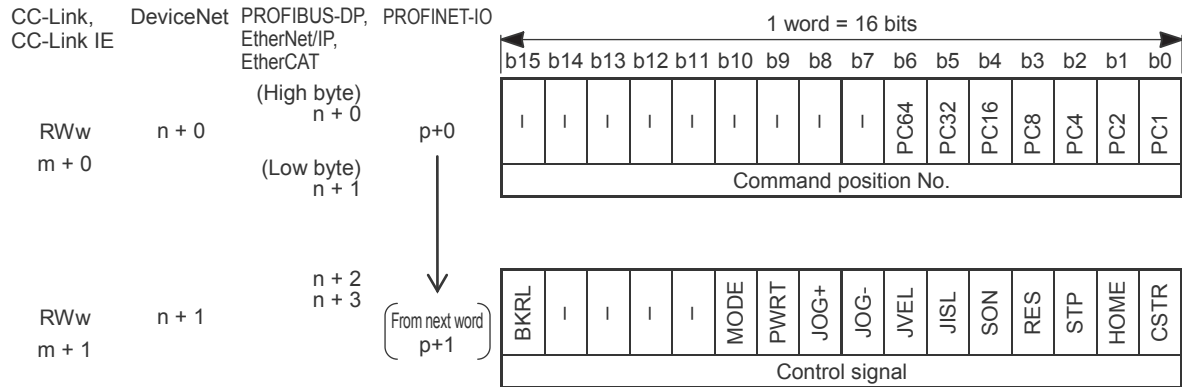 CC-Link,
CC-Link IE
DeviceNet
PROFIBUS-DP,
EtherNet/IP,
EtherCAT
PROFINET-IO
1 word = 16 bits
b15 b14 b13 b12 b11 b10 b9 b8 b7 b6 b5 b4 b3 b2 b1 b0
RWw
m + 0
n + 0
(High byte)
n + 0
(Low byte)
n + 1
p+0
– – – – – – – – – PC64 PC32 PC16 PC8 PC4 PC2 PC1
Command position No.
RWw
m + 1
n + 1
n + 2
n + 3
(From next word
p+1)
BKRL – – – – MODE PWRT JOG+ JOG- JVEL JISL SON RES STP HOME CSTR
Control signal